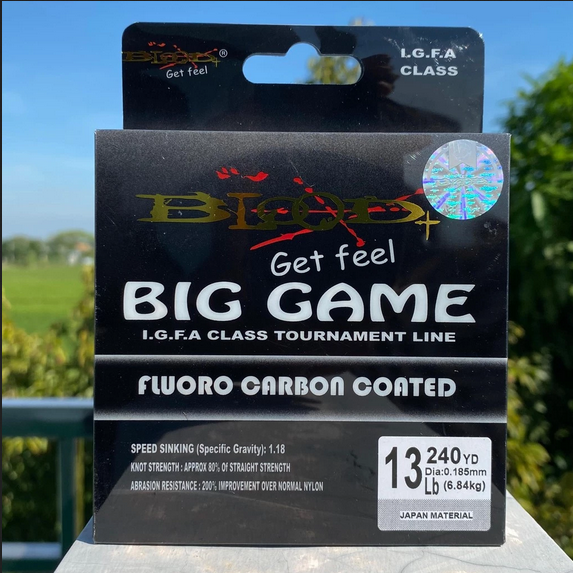 BLOOD+®
Get feel
I.G.F.A
CLASS
BLOOD+
Get feel
BIG GAME
I.G.F.A CLASS TOURNAMENT LINE
FLUORO CARBON COATED
SPEED SINKING (Specific Gravity): 1.18
KNOT STRENGTH : APPROX 80% OF STRAIGHT STRENGTH
ABRASION RESISTANCE : 200% IMPROVEMENT OVER NORMAL NYLON
13 Lb
240 YD
Dia:0.185mm
(6.84kg)
JAPAN MATERIAL